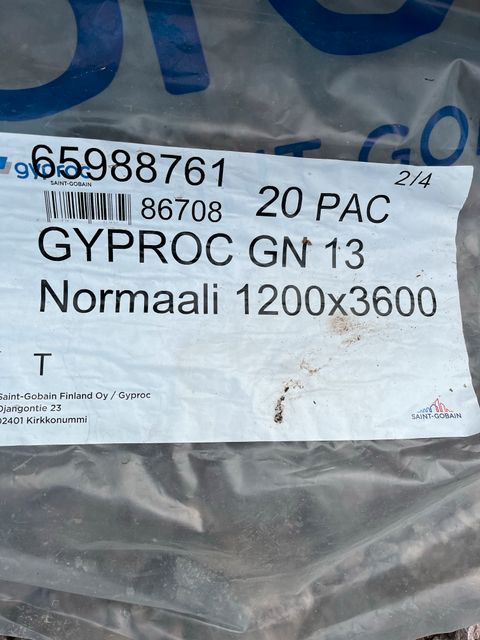 GO
65988761
gyproc
SAINT-GOBAIN
2/4
86708
20 PAC
GYPROC GN 13
Normaali 1200x3600
T
Saint-Gobain Finland Oy / Gyproc
Djangontie 23
02401 Kirkkonummi
SAINT-GOBAIN